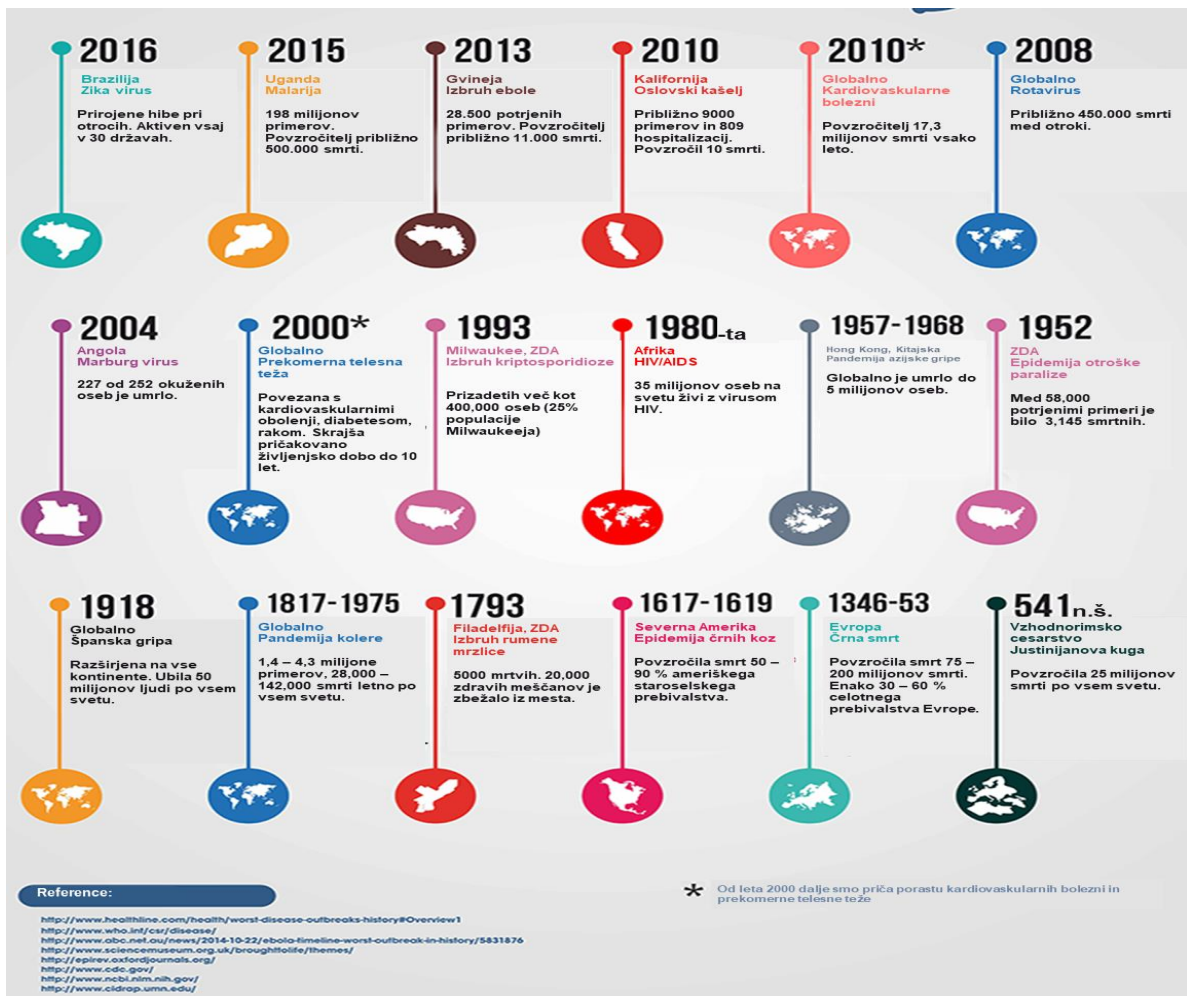 2016
Brazilija
Zika virus
Prirojene hibe pri
otrocih. Aktiven vsaj
v 30 državah.
2015
Uganda
Malarija
198 milijonov
primerov.
Povzročitelj približno
500.000 smrti.
2013
Gvineja
Izbruh ebole
28.500 potrjenih
primerov. Povzročitelj
približno 11.000 smrti.
2010
Kalifornija
Oslovski kašelj
Približno 9000
primerov in 809
hospitalizacij.
Povzročil 10 smrti.
2010*
Globalno
Kardiovaskularne
bolezni
Povzročitelj 17,3
milijonov smrti vsako
leto.
2008
Globalno
Rotavirus
Približno 450.000 smrti
med otroki.
2004
Angola
Marburg virus
227 od 252 okuženih
oseb je umrlo.
2000*
Globalno
Prekomerna telesna
teža
Povezana s
kardiovaskularnimi
obolenji, diabetesom,
rakom. Skrajša
pričakovano
življenjsko dobo do 10
let.
1993
Milwaukee, ZDA
Izbruh kriptosporidioze
Prizadetih več kot
400,000 oseb (25%
populacije
Milwaukeeja)
1980-ta
Afrika
HIV/AIDS
35 milijonov oseb na
svetu živi z virusom
HIV.
1957-1968
Hong Kong, Kitajska
Pandemija azijske gripe
Globalno je umrlo do
5 milijonov oseb.
1952
ZDA
Epidemija otroške
paralize
Med 58,000
potrjenimi primeri je
bilo 3,145 smrtnih.
1918
Globalno
Španska gripa
Razširjena na vse
kontinente. Ubila 50
milijonov ljudi po vsem
svetu.
1817-1975
Globalno
Pandemija kolere
1,4 – 4,3 milijone
primerov, 28,000 –
142,000 smrti letno po
vsem svetu.
1793
Filadelfija, ZDA
Izbruh rumene
mrzlice
5000 mrtvih. 20,000
zdravih meščanov je
zbežalo iz mesta.
1617-1619
Severna Amerika
Epidemija črnih koz
Povzročila smrt 50 –
90 % ameriškega
staroselskega
prebivalstva.
1346-53
Evropa
Črna smrt
Povzročila smrt 75 –
200 milijonov smrti.
Enako 30 – 60 %
celotnega
prebivalstva Evrope.
541 n.š.
Vzhodnorimsko
cesarstvo
Justinijanova kuga
Povzročila 25 milijonov
smrti po vsem svetu.
Reference:
http://www.healthline.com/health/worst-disease-outbreaks-history#Overview1
http://www.who.int/csr/disease/
http://www.abc.net.au/news/2014-10-22/ebola-timeline-worst-outbreak-in-history/5831876
http://www.sciencemuseum.org.uk/broughttolife/themes/
http://epirev.oxfordjournals.org/
http://www.cdc.gov/
http://www.ncbi.nlm.nih.gov/
http://www.cidrap.umn.edu/
* Od leta 2000 dalje smo priča porastu kardiovaskularnih bolezni in
prekomerne telesne teže